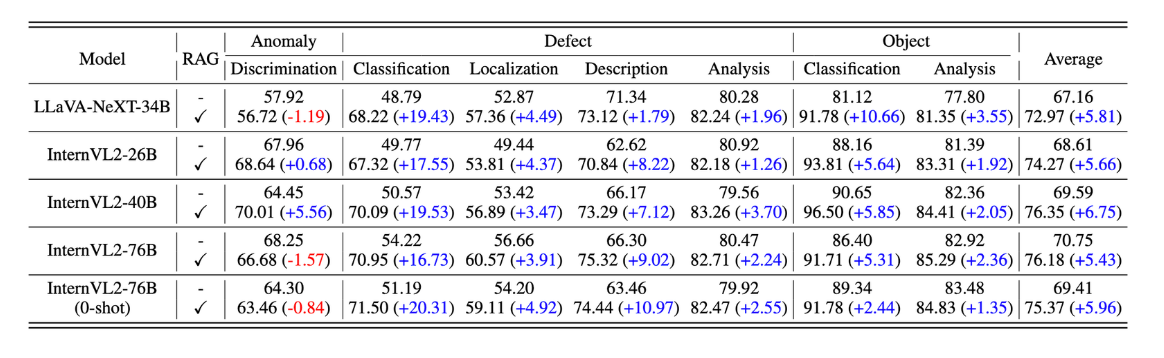 Model RAG Anomaly Defect Object Average
Discrimination Classification Localization Description Analysis Classification Analysis
LLaVA-NeXT-34B - 57.92 48.79 52.87 71.34 80.28 81.12 77.80 67.16
✓ 56.72 (-1.19) 68.22 (+19.43) 57.36 (+4.49) 73.12 (+1.79) 82.24 (+1.96) 91.78 (+10.66) 81.35 (+3.55) 72.97 (+5.81)
InternVL2-26B - 67.96 49.77 49.44 62.62 80.92 88.16 81.39 68.61
✓ 68.64 (+0.68) 67.32 (+17.55) 53.81 (+4.37) 70.84 (+8.22) 82.18 (+1.26) 93.81 (+5.64) 83.31 (+1.92) 74.27 (+5.66)
InternVL2-40B - 64.45 50.57 53.42 66.17 79.56 90.65 82.36 69.59
✓ 70.01 (+5.56) 70.09 (+19.53) 56.89 (+3.47) 73.29 (+7.12) 83.26 (+3.70) 96.50 (+5.85) 84.41 (+2.05) 76.35 (+6.75)
InternVL2-76B - 68.25 54.22 56.66 66.30 80.47 86.40 82.92 70.75
✓ 66.68 (-1.57) 70.95 (+16.73) 60.57 (+3.91) 75.32 (+9.02) 82.71 (+2.24) 91.71 (+5.31) 85.29 (+2.36) 76.18 (+5.43)
InternVL2-76B - 64.30 51.19 54.20 63.46 79.92 89.34 83.48 69.41
(0-shot) ✓ 63.46 (-0.84) 71.50 (+20.31) 59.11 (+4.92) 74.44 (+10.97) 82.47 (+2.55) 91.78 (+2.44) 84.83 (+1.35) 75.37 (+5.96)